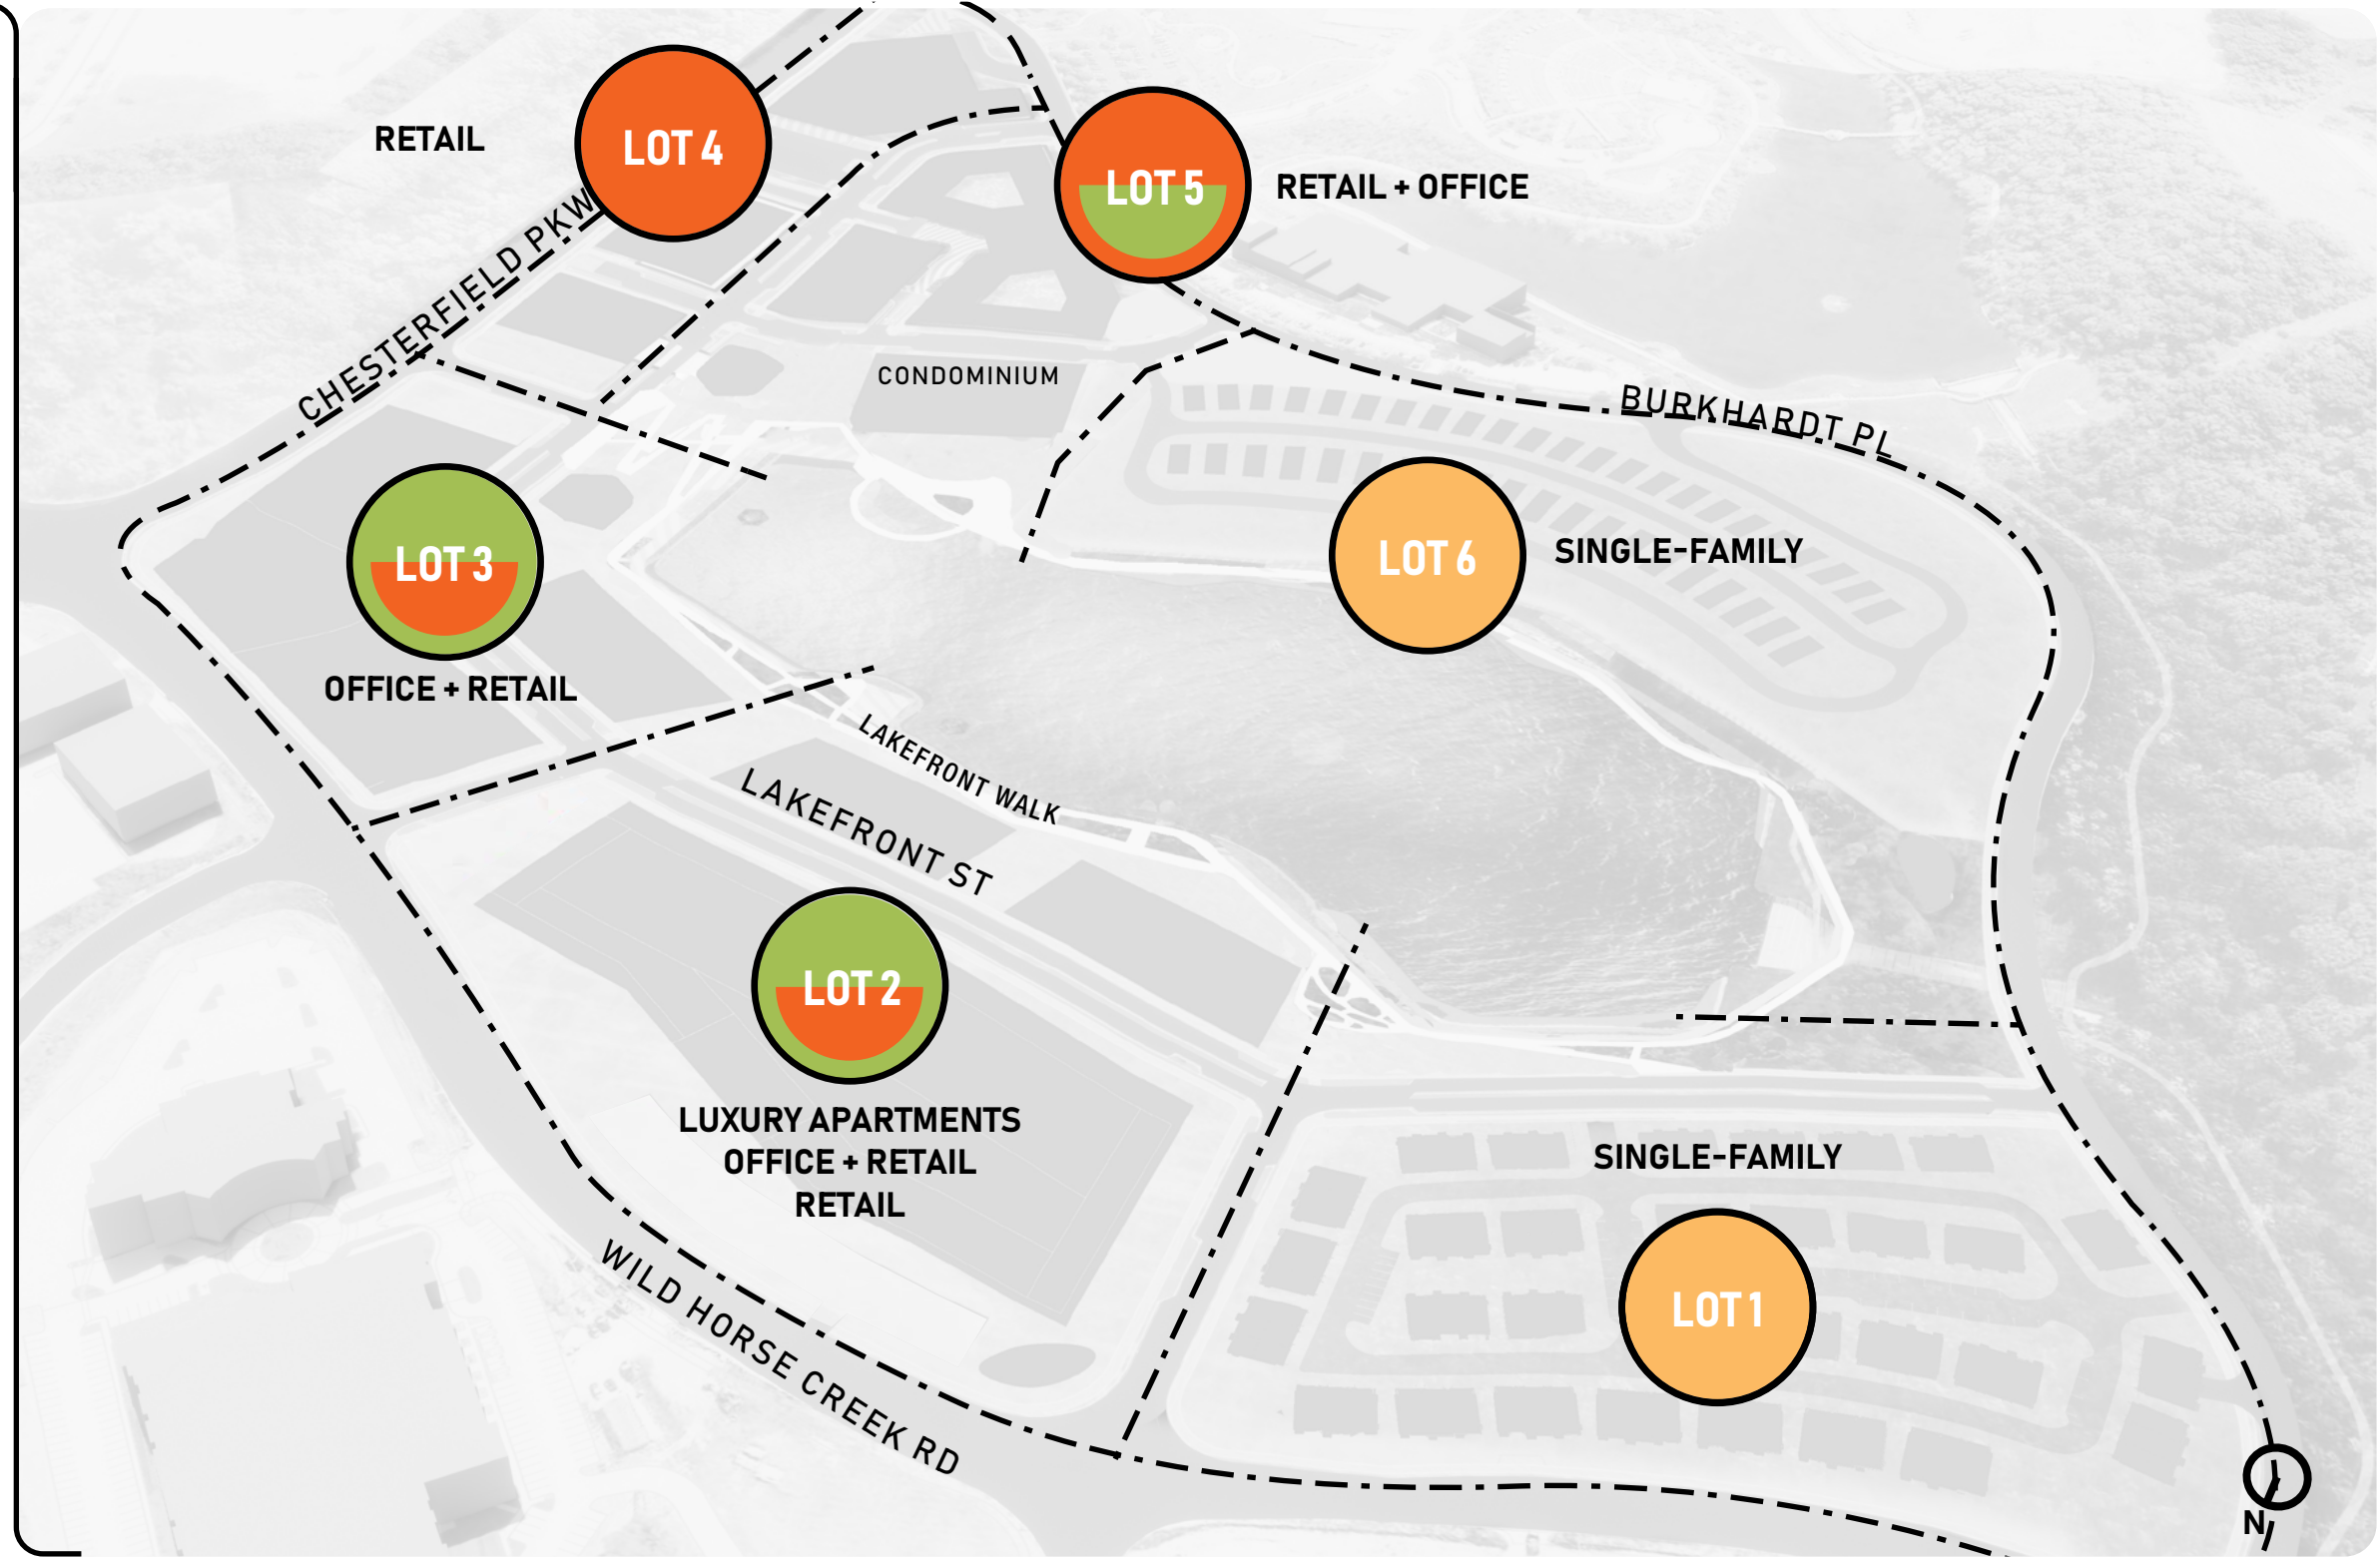 RETAIL
LOT 4
LOT 5
RETAIL + OFFICE
CHESTERFIELD PKW
CONDOMINIUM
BURKHARDT PL
LOT 3
OFFICE + RETAIL
LOT 6
SINGLE-FAMILY
LAKEFRONT WALK
LAKEFRONT ST
LOT 2
LUXURY APARTMENTS
OFFICE + RETAIL
RETAIL
SINGLE-FAMILY
LOT 1
WILD HORSE CREEK RD
N